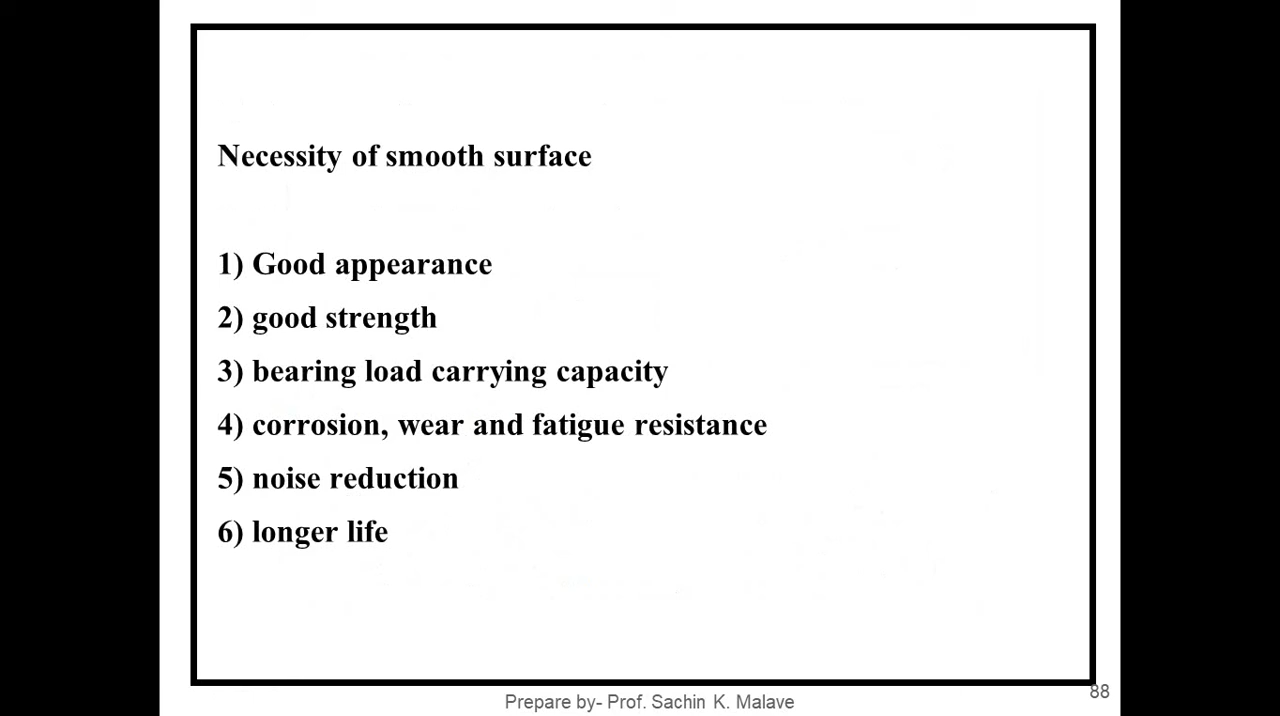 Necessity of smooth surface
1) Good appearance
2) good strength
3) bearing load carrying capacity
4) corrosion, wear and fatigue resistance
5) noise reduction
6) longer life
88
Prepare by- Prof. Sachin K. Malave